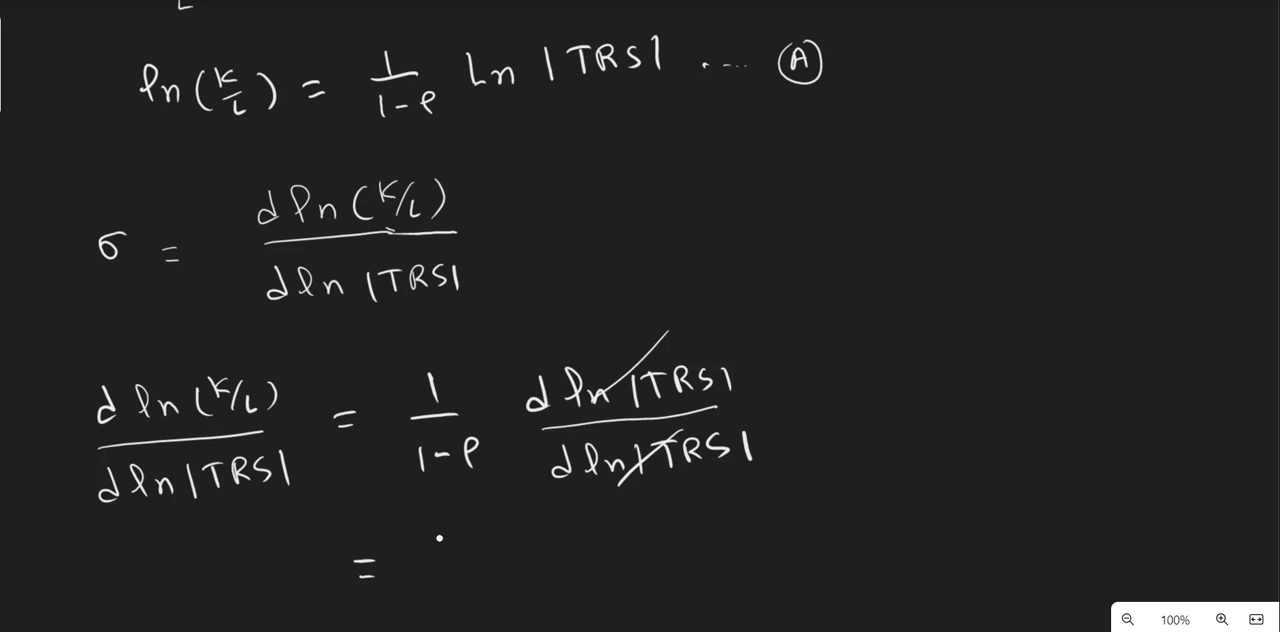 ln(K/L) = 1/(1-ρ) Ln |TRS| ..... (A)
σ = d ln(K/L) / d ln |TRS|
d ln(K/L) / d ln|TRS| = 1/(1-ρ) d ln |TRS| / d ln |TRS|
=
100%